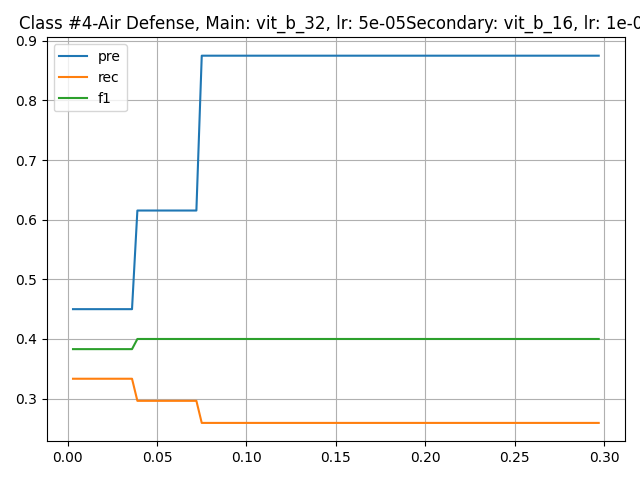 Class #4-Air Defense, Main: vit_b_32, lr: 5e-05Secondary: vit_b_16, lr: 1e-0
0.9
0.8
0.7
0.6
0.5
0.4
0.3
pre
rec
f1
0.00 0.05 0.10 0.15 0.20 0.25 0.30